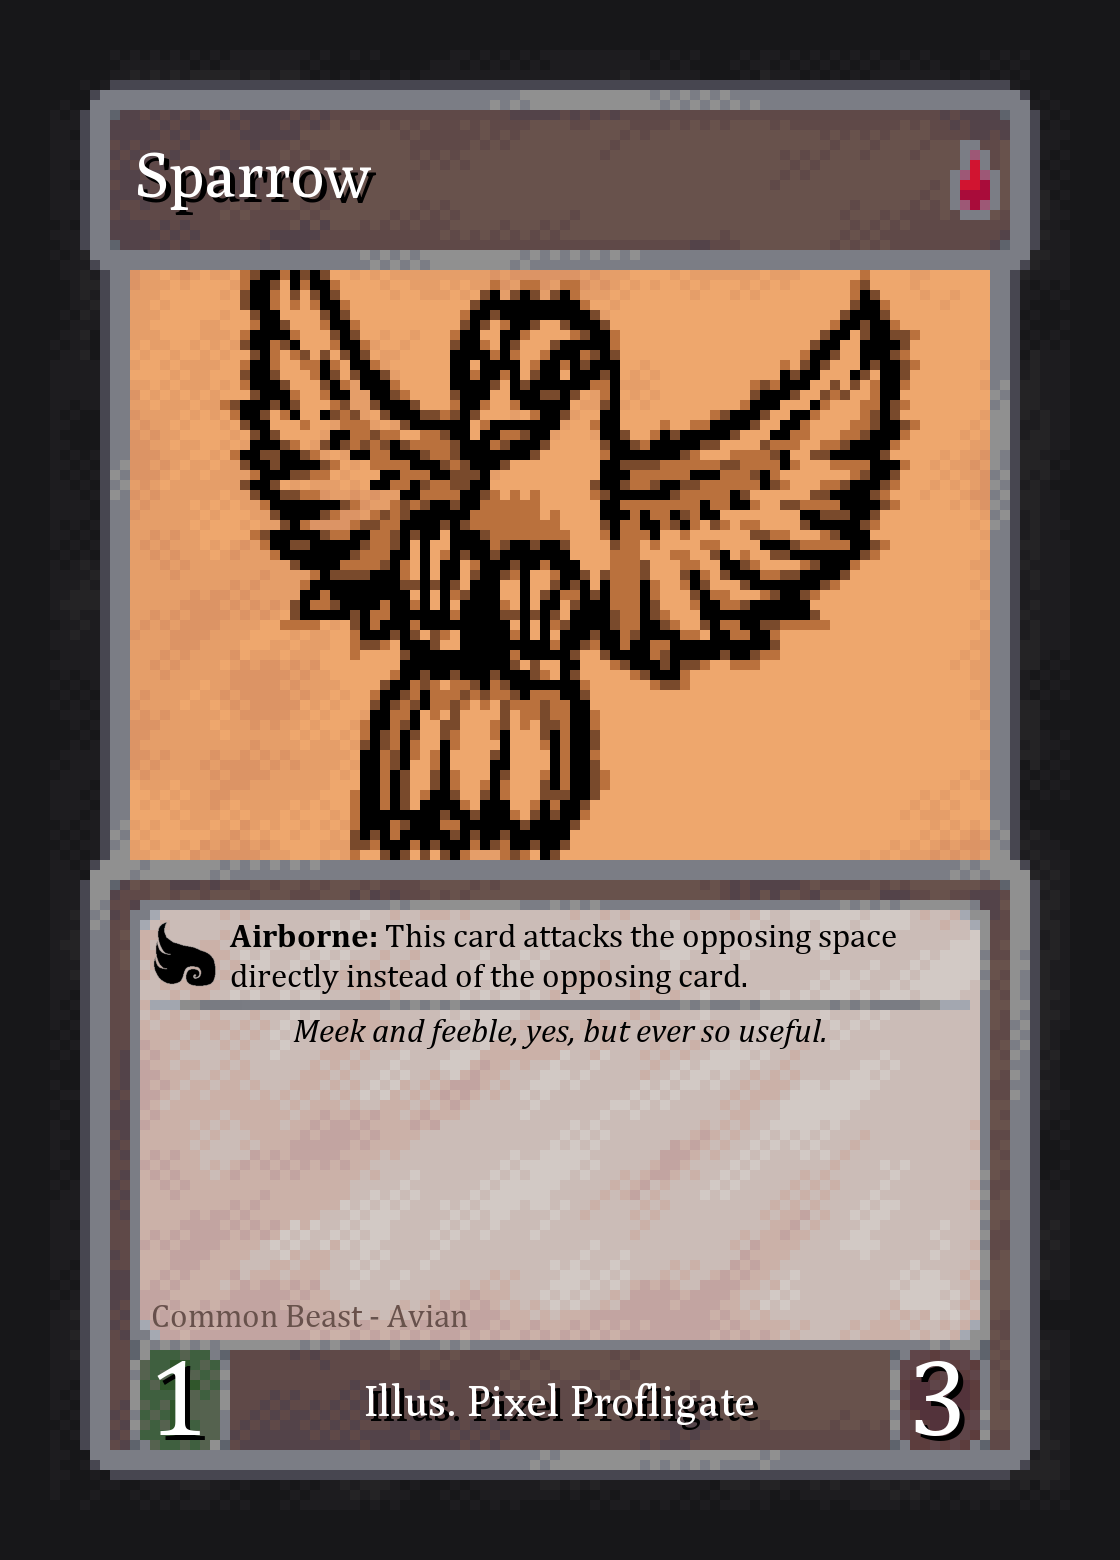 Sparrow
Airborne: This card attacks the opposing space
directly instead of the opposing card.
Meek and feeble, yes, but ever so useful.
Common Beast - Avian
1
Illus. Pixel Profligate
3